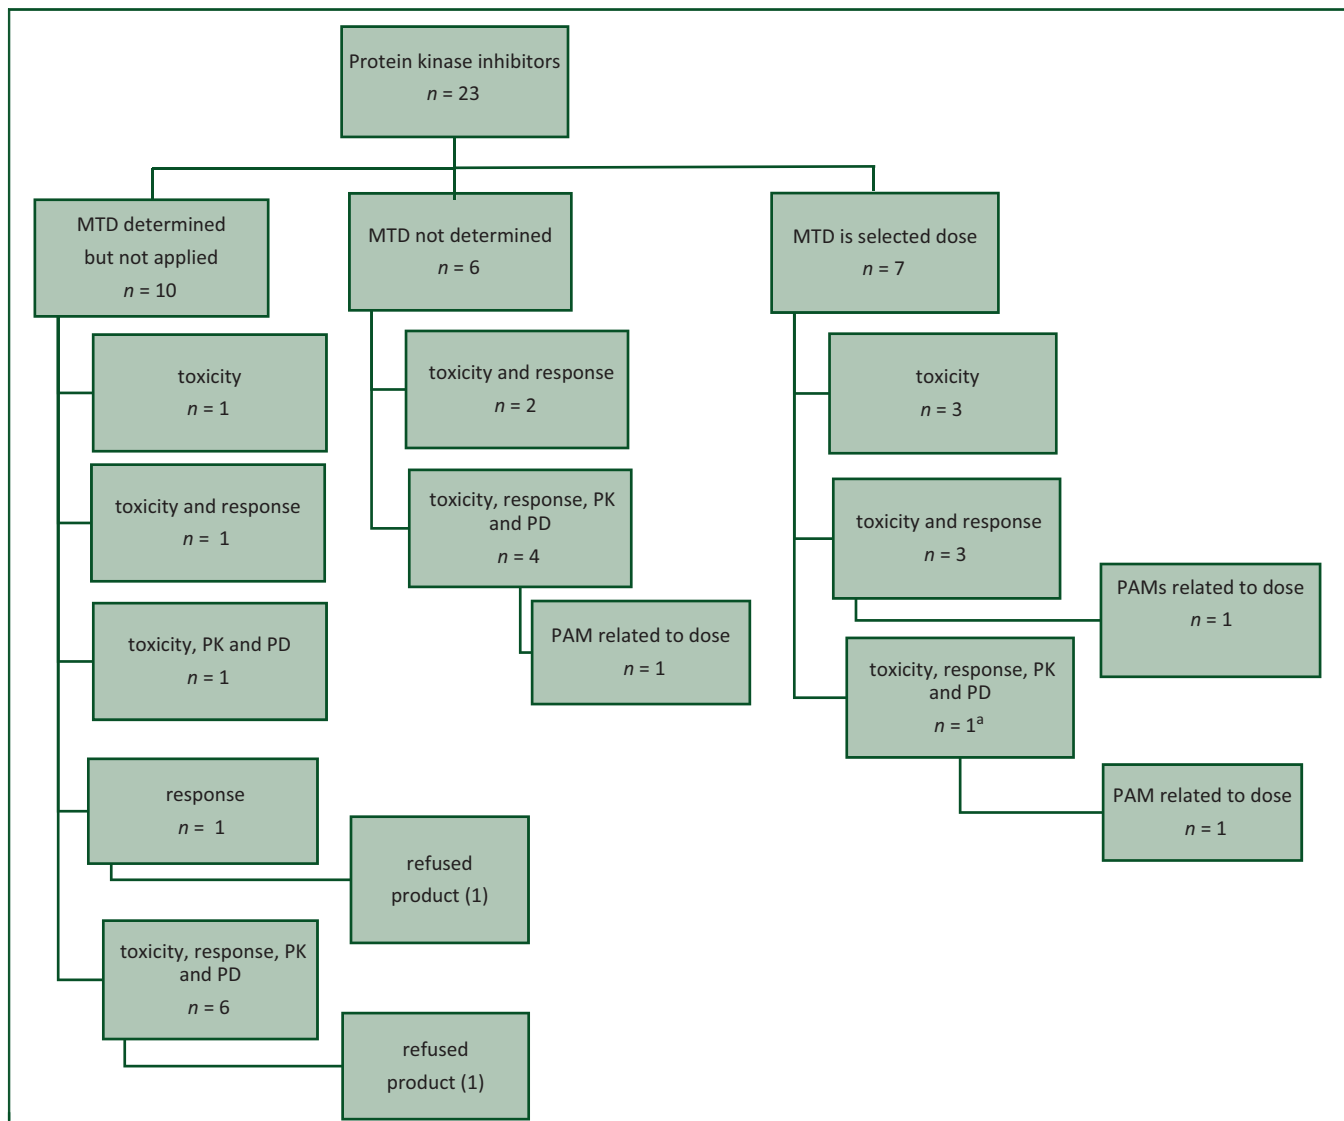 Protein kinase inhibitors
n = 23
MTD determined
but not applied
n = 10
toxicity
n = 1
toxicity and response
n = 1
toxicity, PK and PD
n = 1
response
n = 1
refused
product (1)
toxicity, response, PK
and PD
n = 6
refused
product (1)
MTD not determined
n = 6
toxicity and response
n = 2
toxicity, response, PK
and PD
n = 4
PAM related to dose
n = 1
MTD is selected dose
n = 7
toxicity
n = 3
toxicity and response
n = 3
PAMs related to dose
n = 1
toxicity, response, PK
and PD
n = 1ᵃ
PAM related to dose
n = 1